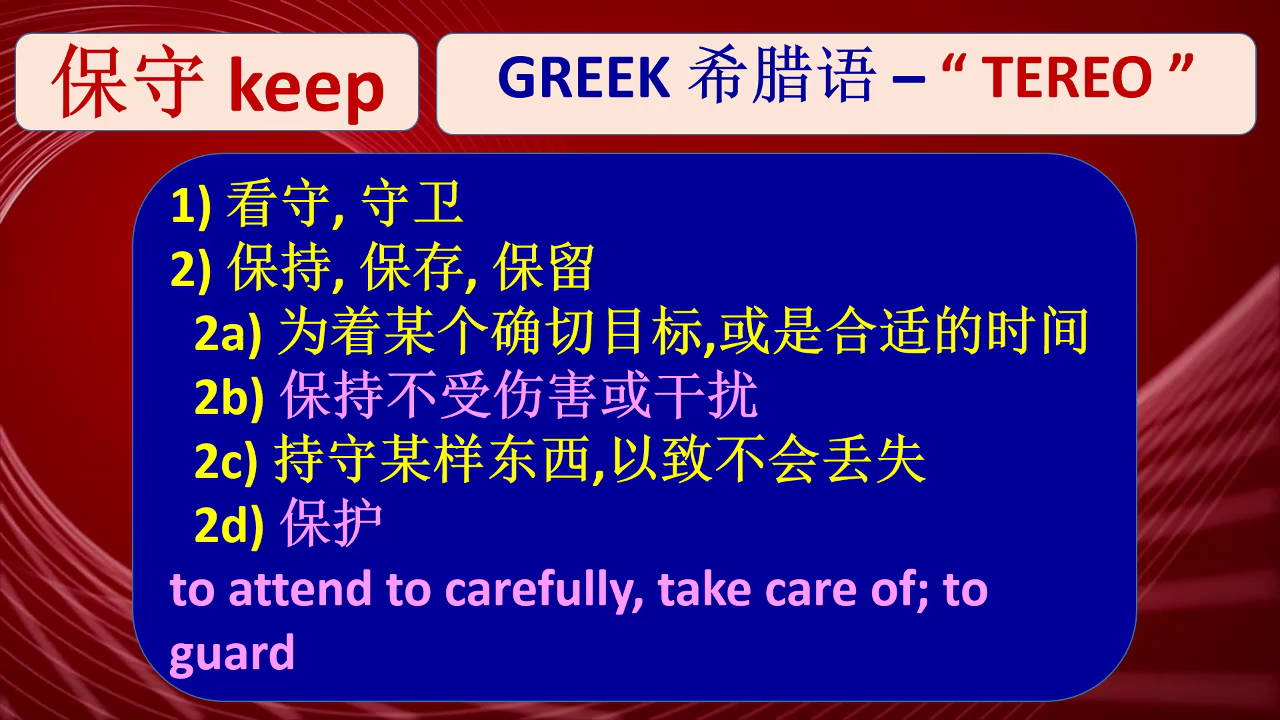 保守 keep
GREEK 希腊语 – “ TEREO ”
1) 看守, 守卫
2) 保持, 保存, 保留
2a) 为着某个确切目标,或是合适的时间
2b) 保持不受伤害或干扰
2c) 持守某样东西,以致不会丢失
2d) 保护
to attend to carefully, take care of; to
guard